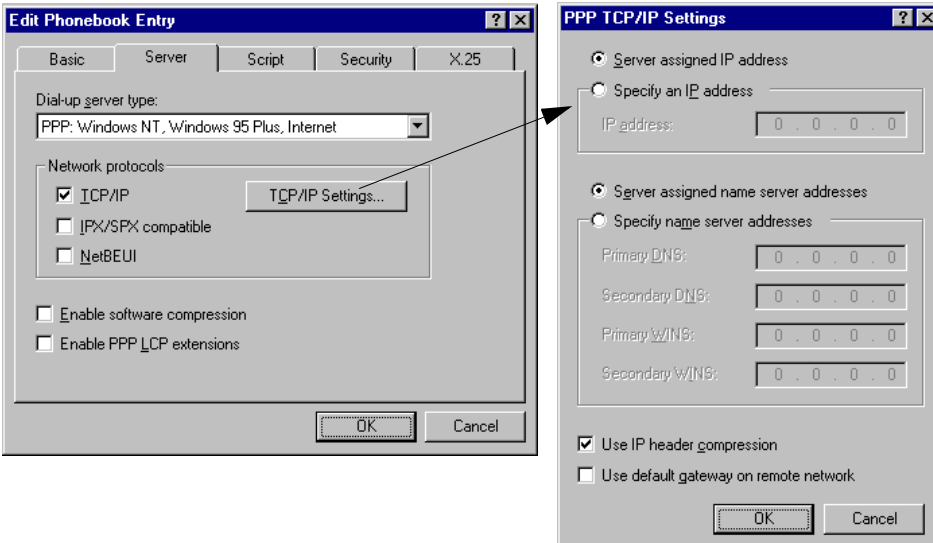 Edit Phonebook Entry
Basic Server Script Security X.25
Dial-up server type:
PPP: Windows NT, Windows 95 Plus, Internet
Network protocols
TCP/IP
TCP/IP Settings...
IPX/SPX compatible
NetBEUI
Enable software compression
Enable PPP LCP extensions
OK Cancel
PPP TCP/IP Settings
Server assigned IP address
Specify an IP address
IP address: 0 . 0 . 0 . 0
Server assigned name server addresses
Specify name server addresses
Primary DNS: 0 . 0 . 0 . 0
Secondary DNS: 0 . 0 . 0 . 0
Primary WINS: 0 . 0 . 0 . 0
Secondary WINS: 0 . 0 . 0 . 0
Use IP header compression
Use default gateway on remote network
OK Cancel